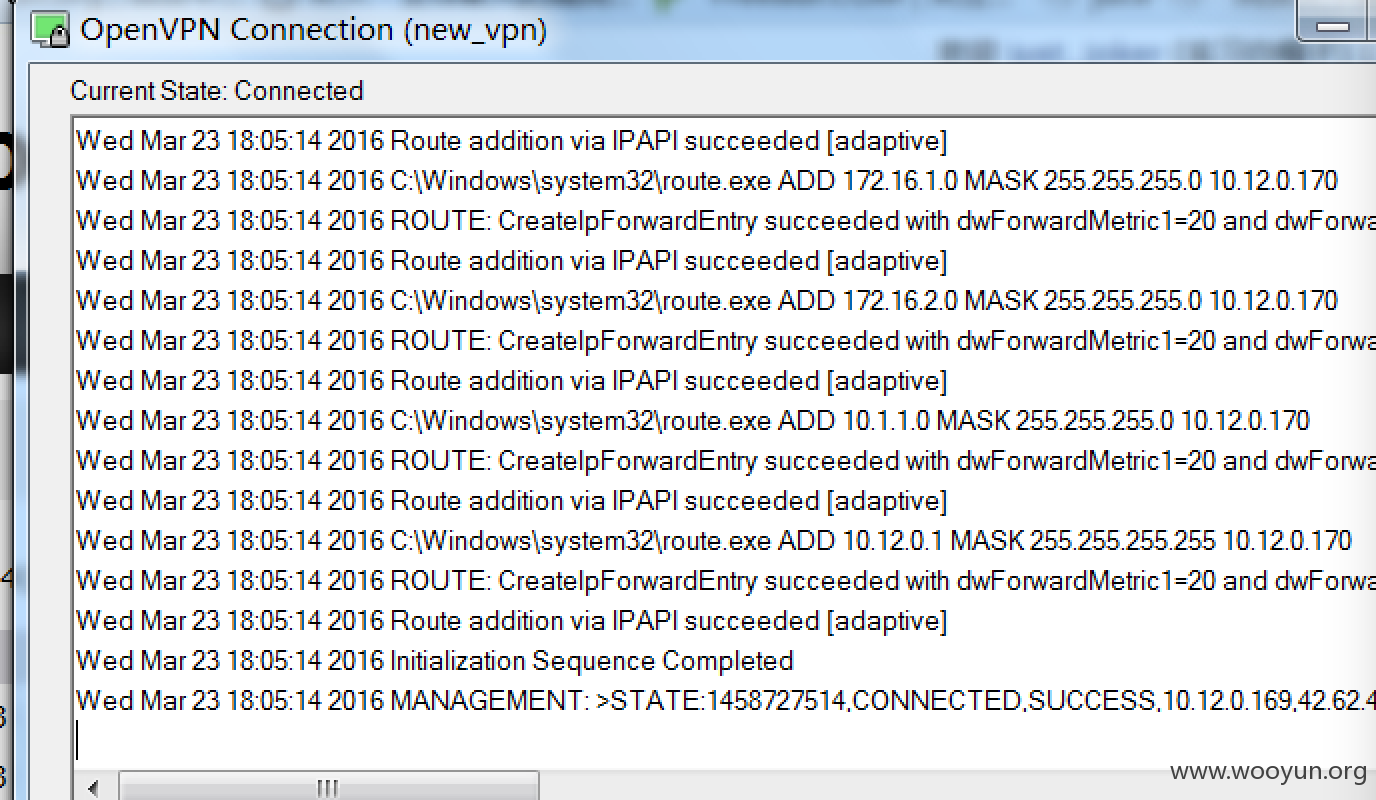 OpenVPN Connection (new_vpn)
Current State: Connected
Wed Mar 23 18:05:14 2016 Route addition via IPAPI succeeded [adaptive]
Wed Mar 23 18:05:14 2016 C:\Windows\system32\route.exe ADD 172.16.1.0 MASK 255.255.255.0 10.12.0.170
Wed Mar 23 18:05:14 2016 ROUTE: CreateIpForwardEntry succeeded with dwForwardMetric1=20 and dwForwa
Wed Mar 23 18:05:14 2016 Route addition via IPAPI succeeded [adaptive]
Wed Mar 23 18:05:14 2016 C:\Windows\system32\route.exe ADD 172.16.2.0 MASK 255.255.255.0 10.12.0.170
Wed Mar 23 18:05:14 2016 ROUTE: CreateIpForwardEntry succeeded with dwForwardMetric1=20 and dwForwa
Wed Mar 23 18:05:14 2016 Route addition via IPAPI succeeded [adaptive]
Wed Mar 23 18:05:14 2016 C:\Windows\system32\route.exe ADD 10.1.1.0 MASK 255.255.255.0 10.12.0.170
Wed Mar 23 18:05:14 2016 ROUTE: CreateIpForwardEntry succeeded with dwForwardMetric1=20 and dwForwa
Wed Mar 23 18:05:14 2016 Route addition via IPAPI succeeded [adaptive]
Wed Mar 23 18:05:14 2016 C:\Windows\system32\route.exe ADD 10.12.0.1 MASK 255.255.255.255 10.12.0.170
Wed Mar 23 18:05:14 2016 ROUTE: CreateIpForwardEntry succeeded with dwForwardMetric1=20 and dwForwa
Wed Mar 23 18:05:14 2016 Route addition via IPAPI succeeded [adaptive]
Wed Mar 23 18:05:14 2016 Initialization Sequence Completed
Wed Mar 23 18:05:14 2016 MANAGEMENT: >STATE:1458727514,CONNECTED,SUCCESS,10.12.0.169,42.62.4
www.wooyun.org